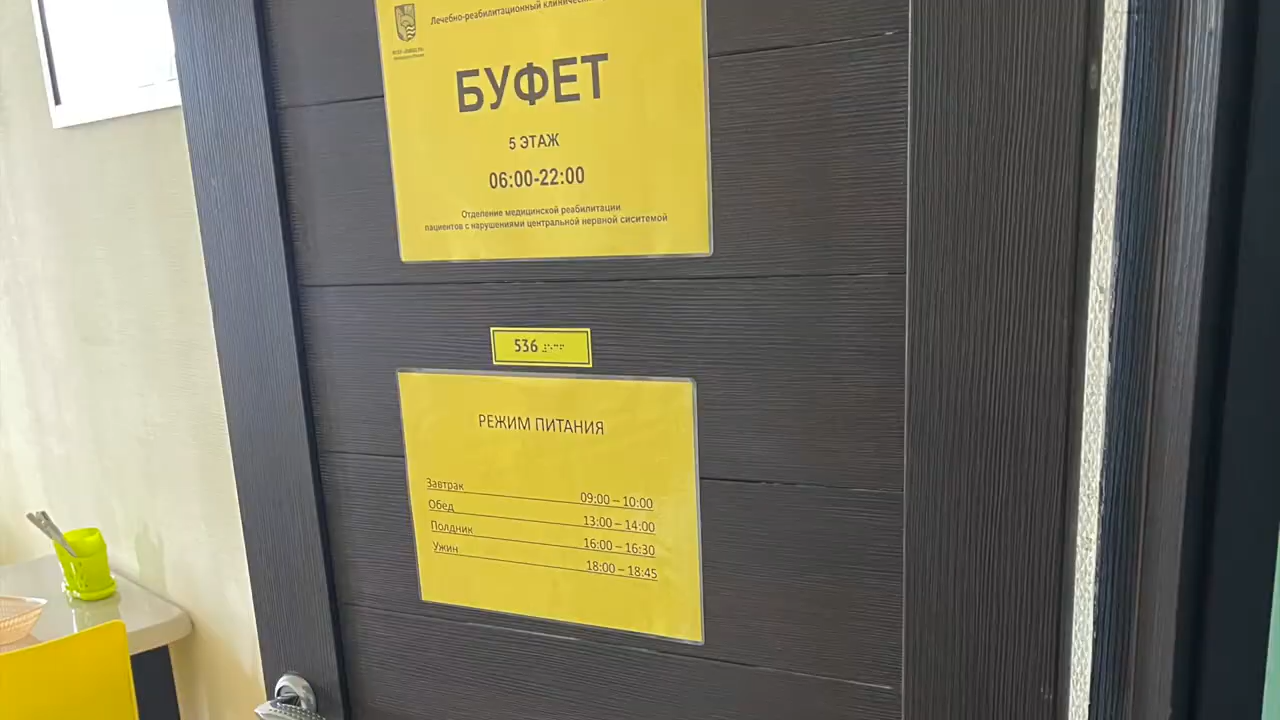 Лечебно-реабилитационный клинический
БУФЕТ
5 ЭТАЖ
06:00-22:00
Отделение медицинской реабилитации
пациентов с нарушениями центральной нервной сиситемой
536
РЕЖИМ ПИТАНИЯ
Завтрак 09:00 – 10:00
Обед 13:00 – 14:00
Полдник 16:00 – 16:30
Ужин 18:00 – 18:45